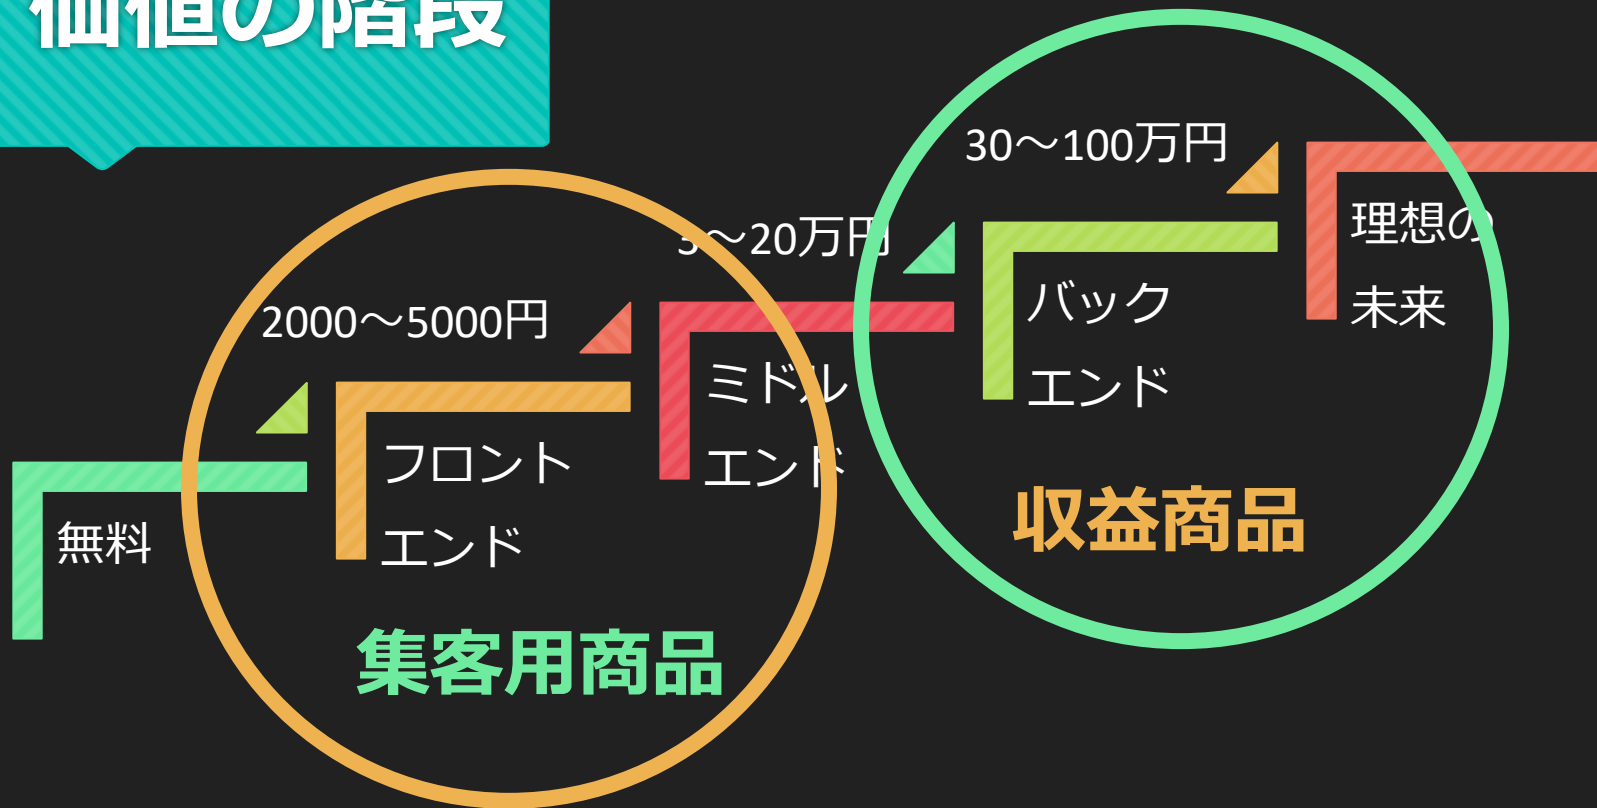 価値の階段
無料
2000～5000円
フロント
エンド
集客用商品
～20万円
ミドル
エンド
30～100万円
バック
エンド
収益商品
理想の
未来